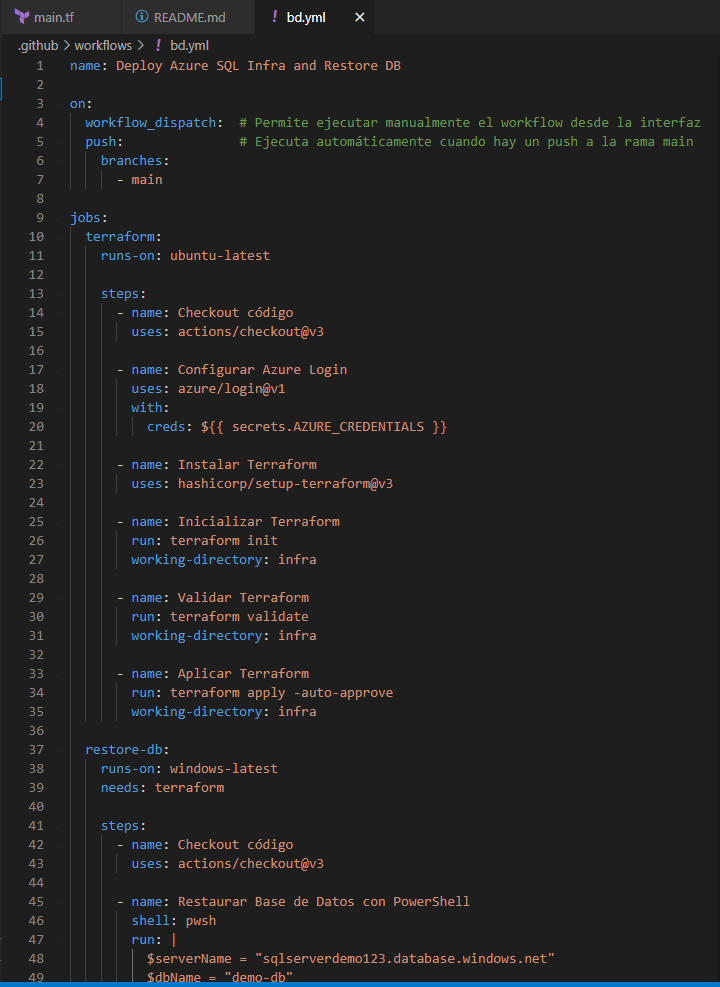 main.tf README.md ! bd.yml ×
.github > workflows > ! bd.yml
1 name: Deploy Azure SQL Infra and Restore DB
2
3 on:
4   workflow_dispatch:  # Permite ejecutar manualmente el workflow desde la interfaz
5   push:               # Ejecuta automáticamente cuando hay un push a la rama main
6     branches:
7       - main
8
9 jobs:
10   terraform:
11     runs-on: ubuntu-latest
12
13     steps:
14       - name: Checkout código
15         uses: actions/checkout@v3
16
17       - name: Configurar Azure Login
18         uses: azure/login@v1
19         with:
20           creds: ${{ secrets.AZURE_CREDENTIALS }}
21
22       - name: Instalar Terraform
23         uses: hashicorp/setup-terraform@v3
24
25       - name: Inicializar Terraform
26         run: terraform init
27         working-directory: infra
28
29       - name: Validar Terraform
30         run: terraform validate
31         working-directory: infra
32
33       - name: Aplicar Terraform
34         run: terraform apply -auto-approve
35         working-directory: infra
36
37   restore-db:
38     runs-on: windows-latest
39     needs: terraform
40
41     steps:
42       - name: Checkout código
43         uses: actions/checkout@v3
44
45       - name: Restaurar Base de Datos con PowerShell
46         shell: pwsh
47         run: |
48           $serverName = "sqlserverdemo123.database.windows.net"
49           $dbName = "demo-db"